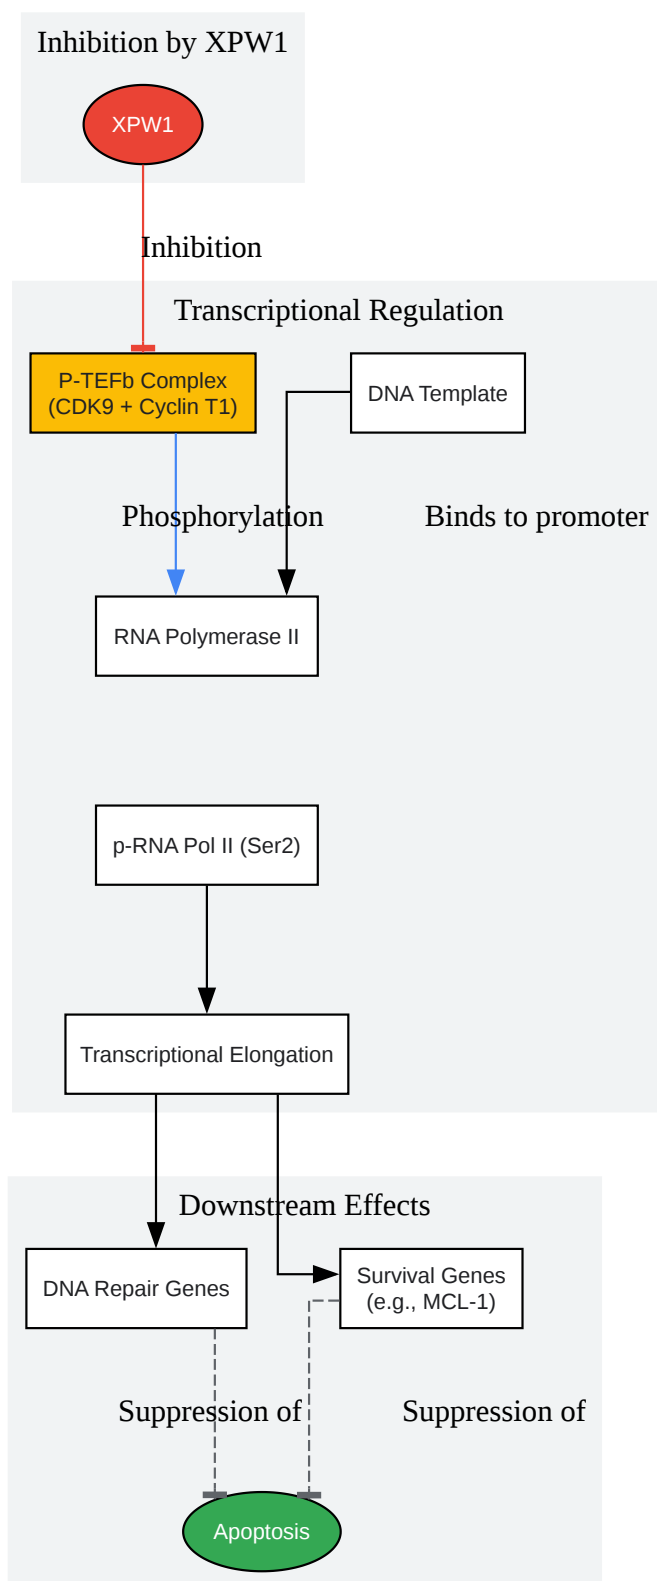 Inhibition by XPW1
XPW1
Inhibition
Transcriptional Regulation
P-TEFb Complex
(CDK9 + Cyclin T1)
DNA Template
Phosphorylation
Binds to promoter
RNA Polymerase II
p-RNA Pol II (Ser2)
Transcriptional Elongation
Downstream Effects
DNA Repair Genes
Survival Genes
(e.g., MCL-1)
Suppression of
Suppression of
Apoptosis